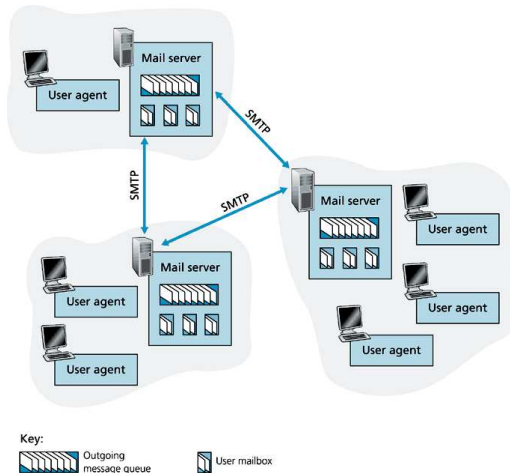 Mail server
User agent
SMTP
SMTP
SMTP
Mail server
User agent
User agent
User agent
Mail server
User agent
User agent
Key:
Outgoing
message queue
User mailbox